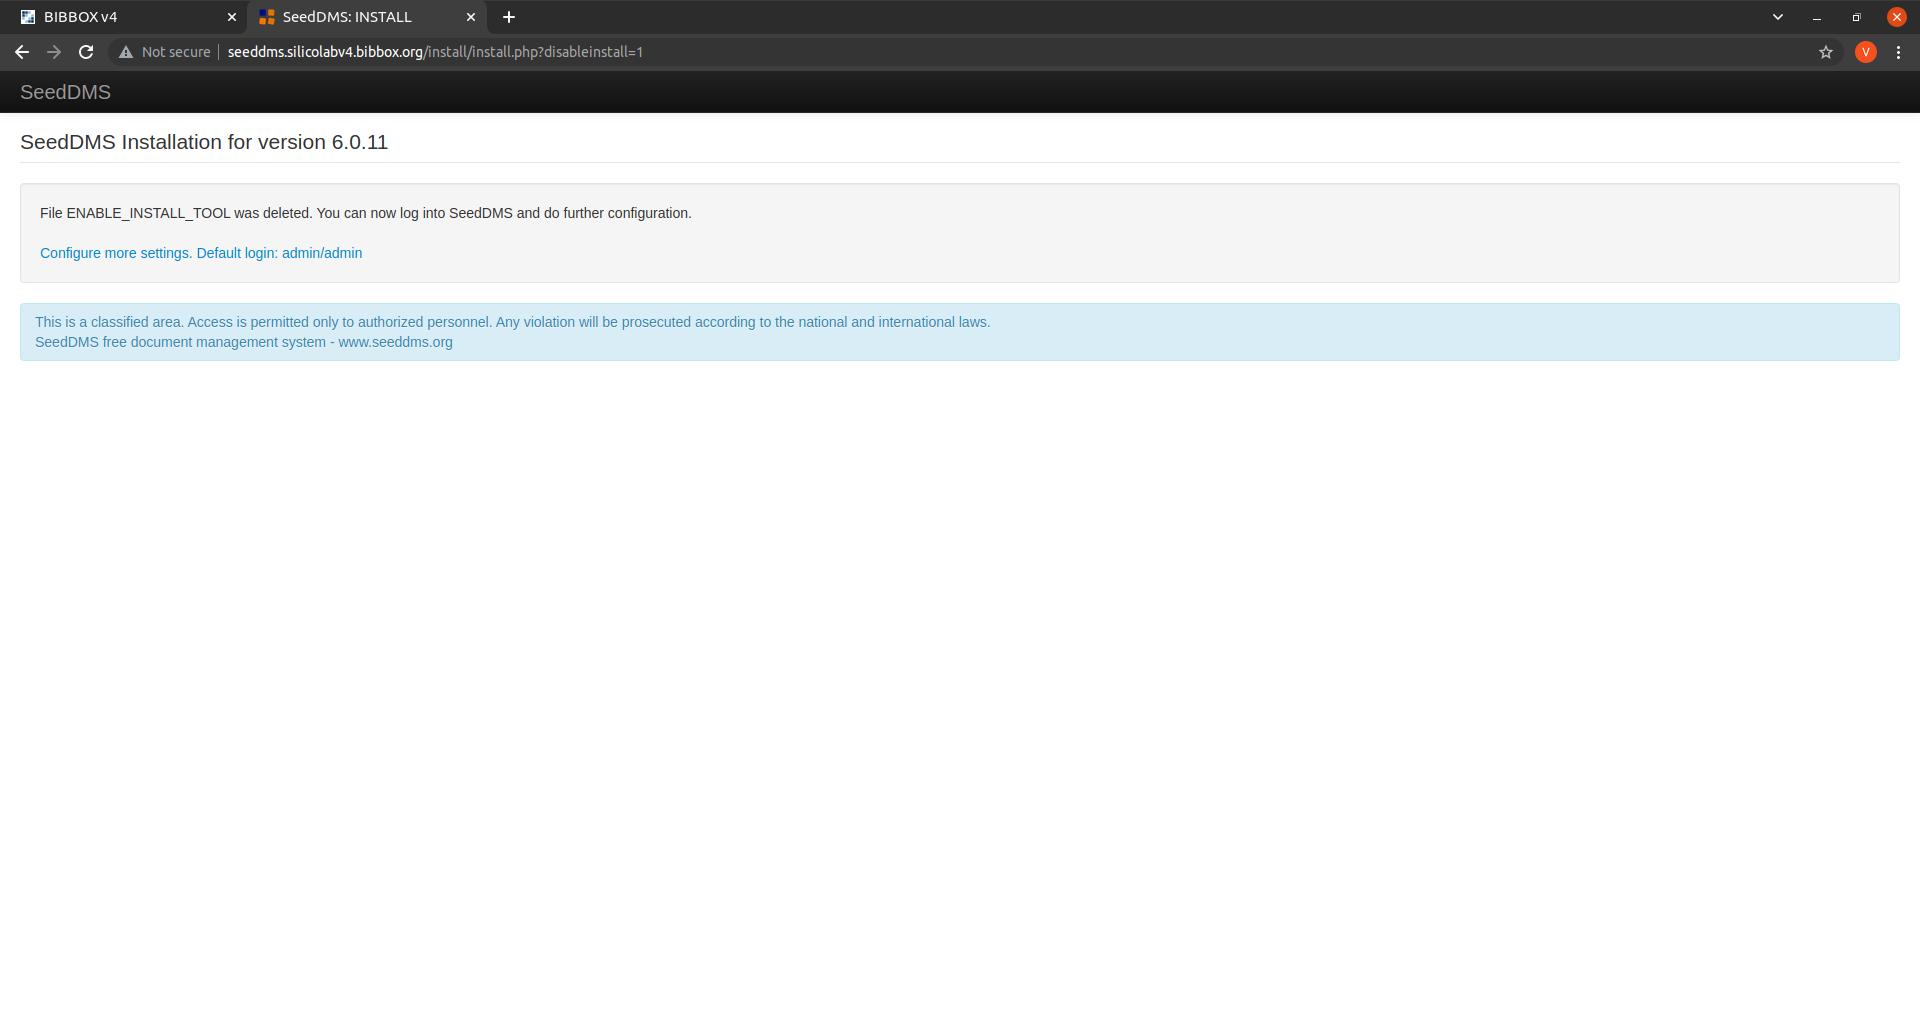 BIBBOX v4
SeedDMS: INSTALL
Not secure
seeddms.silicolabv4.bibbox.org/install/install.php?disableinstall=1
V
SeedDMS
SeedDMS Installation for version 6.0.11
File ENABLE_INSTALL_TOOL was deleted. You can now log into SeedDMS and do further configuration.
Configure more settings. Default login: admin/admin
This is a classified area. Access is permitted only to authorized personnel. Any violation will be prosecuted according to the national and international laws.
SeedDMS free document management system - www.seeddms.org